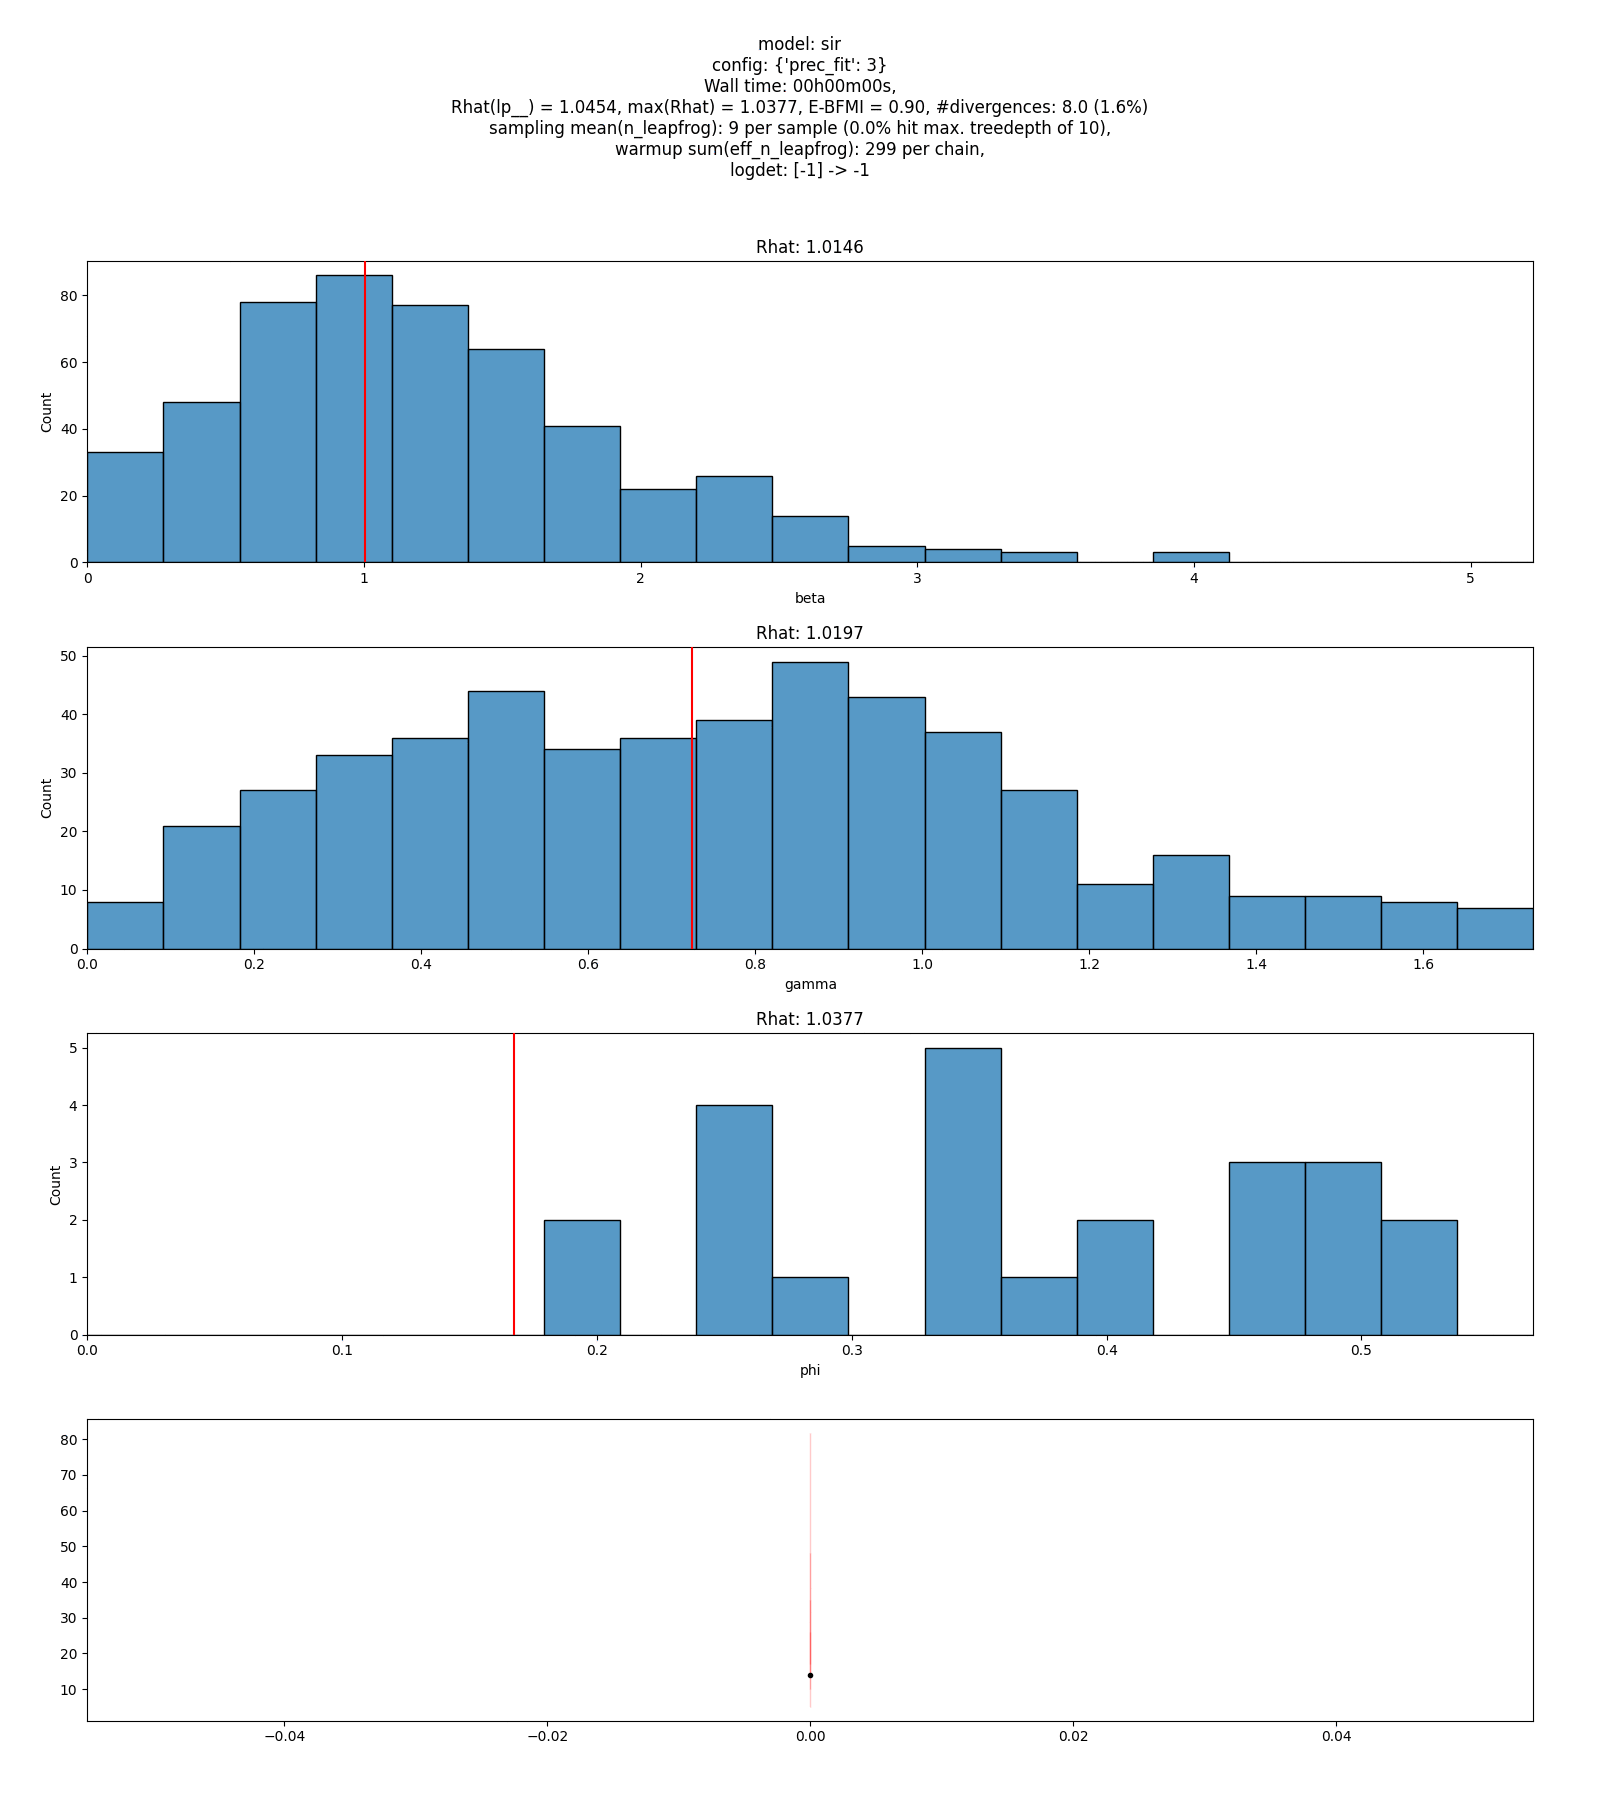 model: sir
config: {'prec_fit': 3}
Wall time: 00h00m00s,
Rhat(lp__) = 1.0454, max(Rhat) = 1.0377, E-BFMI = 0.90, #divergences: 8.0 (1.6%)
sampling mean(n_leapfrog): 9 per sample (0.0% hit max. treedepth of 10),
warmup sum(eff_n_leapfrog): 299 per chain,
logdet: [-1] -> -1
Rhat: 1.0146
80
60
40
20
0
Count
0 1 2 3 4 5
beta
Rhat: 1.0197
50
40
30
20
10
0
Count
0.0 0.2 0.4 0.6 0.8 1.0 1.2 1.4 1.6
gamma
Rhat: 1.0377
5
4
3
2
1
0
Count
0.0 0.1 0.2 0.3 0.4 0.5
phi
80
70
60
50
40
30
20
10
−0.04 −0.02 0.00 0.02 0.04